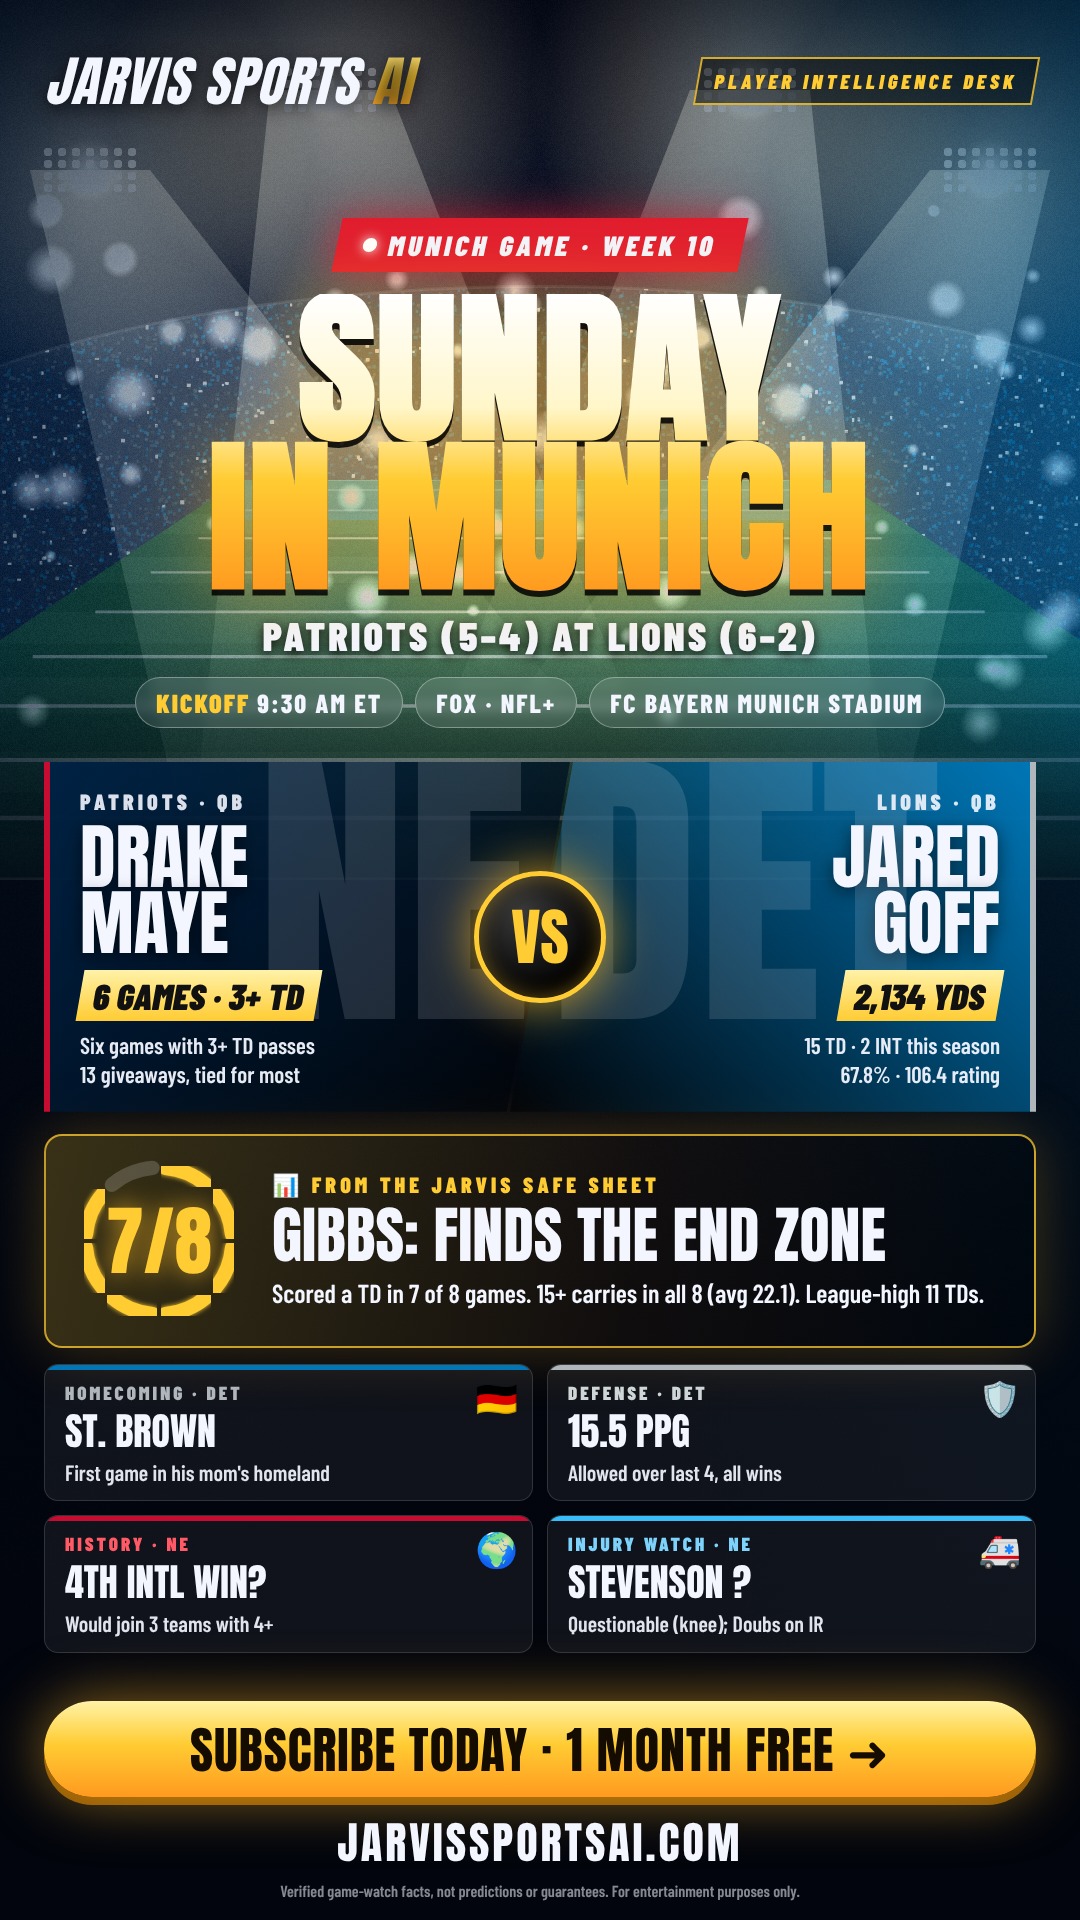 JARVIS SPORTS AI
PLAYER INTELLIGENCE DESK
MUNICH GAME · WEEK 10
SUNDAY
IN MUNICH
PATRIOTS (5–4) AT LIONS (6–2)
KICKOFF 9:30 AM ET
FOX · NFL+
FC BAYERN MUNICH STADIUM
NE
DET
PATRIOTS · QB
DRAKE
MAYE
6 GAMES · 3+ TD
Six games with 3+ TD passes
13 giveaways, tied for most
VS
LIONS · QB
JARED
GOFF
2,134 YDS
15 TD · 2 INT this season
67.8% · 106.4 rating
7/8
FROM THE JARVIS SAFE SHEET
GIBBS: FINDS THE END ZONE
Scored a TD in 7 of 8 games. 15+ carries in all 8 (avg 22.1). League-high 11 TDs.
HOMECOMING · DET
ST. BROWN
First game in his mom's homeland
DEFENSE · DET
15.5 PPG
Allowed over last 4, all wins
HISTORY · NE
4TH INTL WIN?
Would join 3 teams with 4+
INJURY WATCH · NE
STEVENSON ?
Questionable (knee); Doubs on IR
SUBSCRIBE TODAY · 1 MONTH FREE →
JARVISSPORTSAI.COM
Verified game-watch facts, not predictions or guarantees. For entertainment purposes only.